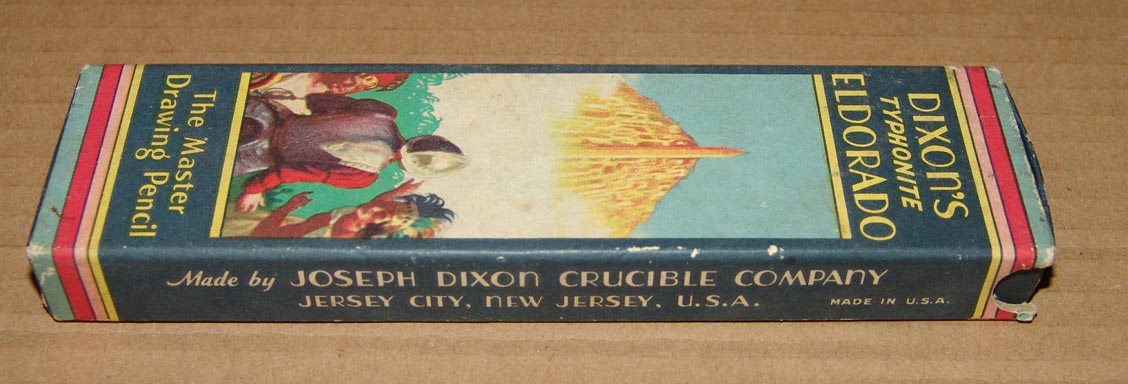 DIXON'S
TYPHONITE
ELDORADO
The Master
Drawing Pencil
Made by JOSEPH DIXON CRUCIBLE COMPANY
JERSEY CITY, NEW JERSEY, U.S.A.
MADE IN U.S.A.